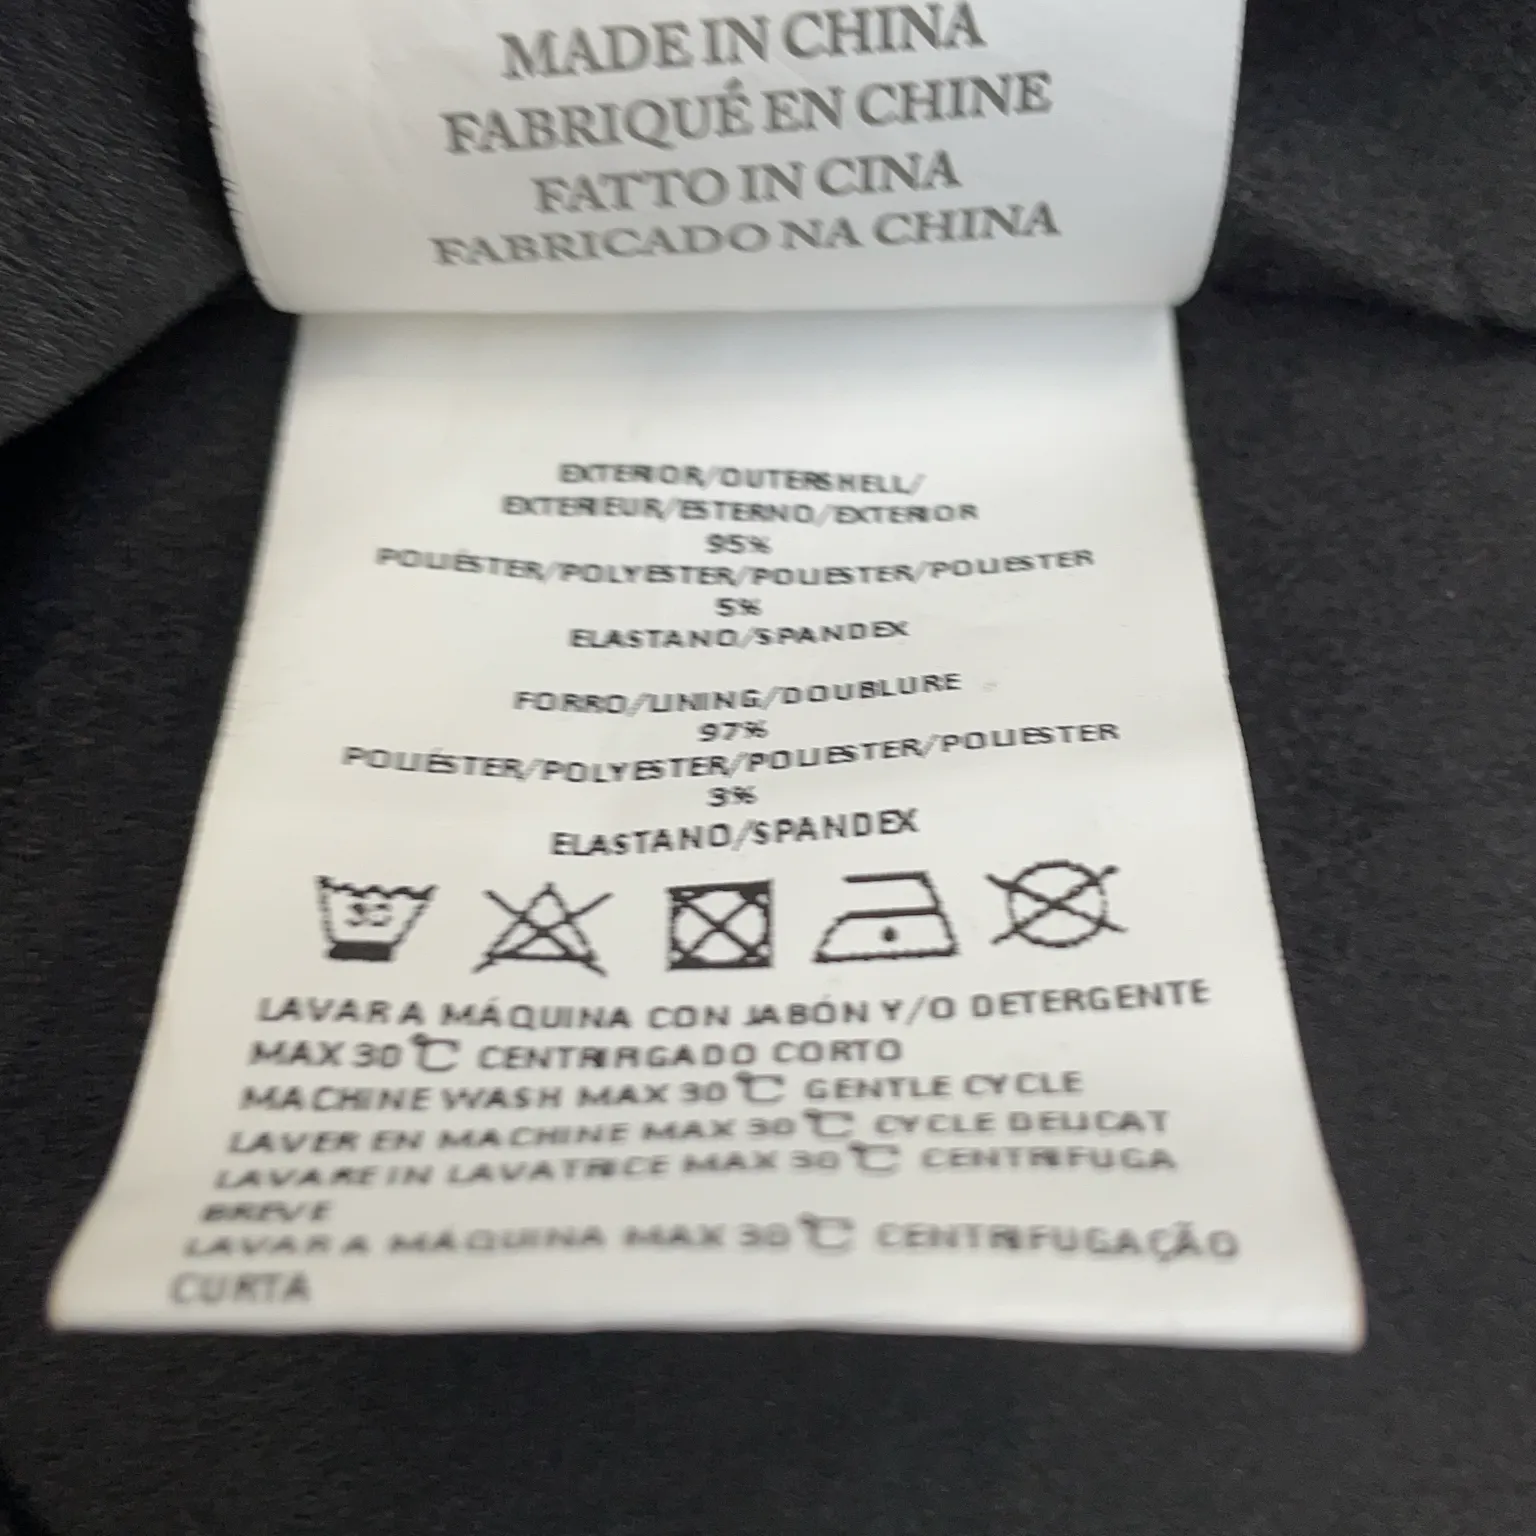 MADE IN CHINA
FABRIQUÉ EN CHINE
FATTO IN CINA
FABRICADO NA CHINA
EXTERIOR/OUTERSHELL/
EXTERIEUR/ESTERNO/EXTERIOR
95%
POLIÉSTER/POLYESTER/POLIESTER/POLIESTER
5%
ELASTANO/SPANDEX
FORRO/LINING/DOUBLURE
97%
POLIÉSTER/POLYESTER/POLIESTER/POLIESTER
3%
ELASTANO/SPANDEX
30
LAVAR A MÁQUINA CON JABÓN Y/O DETERGENTE
MAX 30℃ CENTRIRGADO CORTO
MACHINE WASH MAX 30℃ GENTLE CYCLE
LAVER EN MACHINE MAX 30℃ CYCLE DELICAT
LAVARE IN LAVATRICE MAX 30℃ CENTRIFUGA
BREVE
LAVAR A MÁQUINA MAX 30℃ CENTRIFUGAÇÃO
CURTA